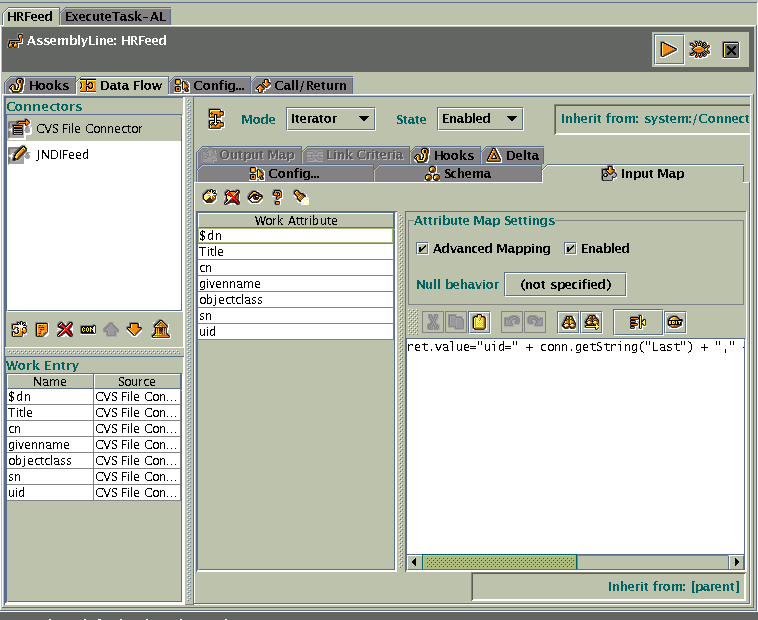 HRFeed ExecuteTask-AL
AssemblyLine: HRFeed
Hooks Data Flow Config... Call/Return
Connectors
CVS File Connector
JNDIFeed
Mode Iterator State Enabled Inherit from: system:/Connect
Output Map Link Criteria Hooks Delta
Config... Schema Input Map
Work Attribute
$dn
Title
cn
givenname
objectclass
sn
uid
Attribute Map Settings
Advanced Mapping Enabled
Null behavior (not specified)
ret.value="uid=" + conn.getString("Last") + ","
Work Entry
Name Source
$dn CVS File Con...
Title CVS File Con...
cn CVS File Con...
givenname CVS File Con...
objectclass CVS File Con...
sn CVS File Con...
uid CVS File Con...
Inherit from: [parent]